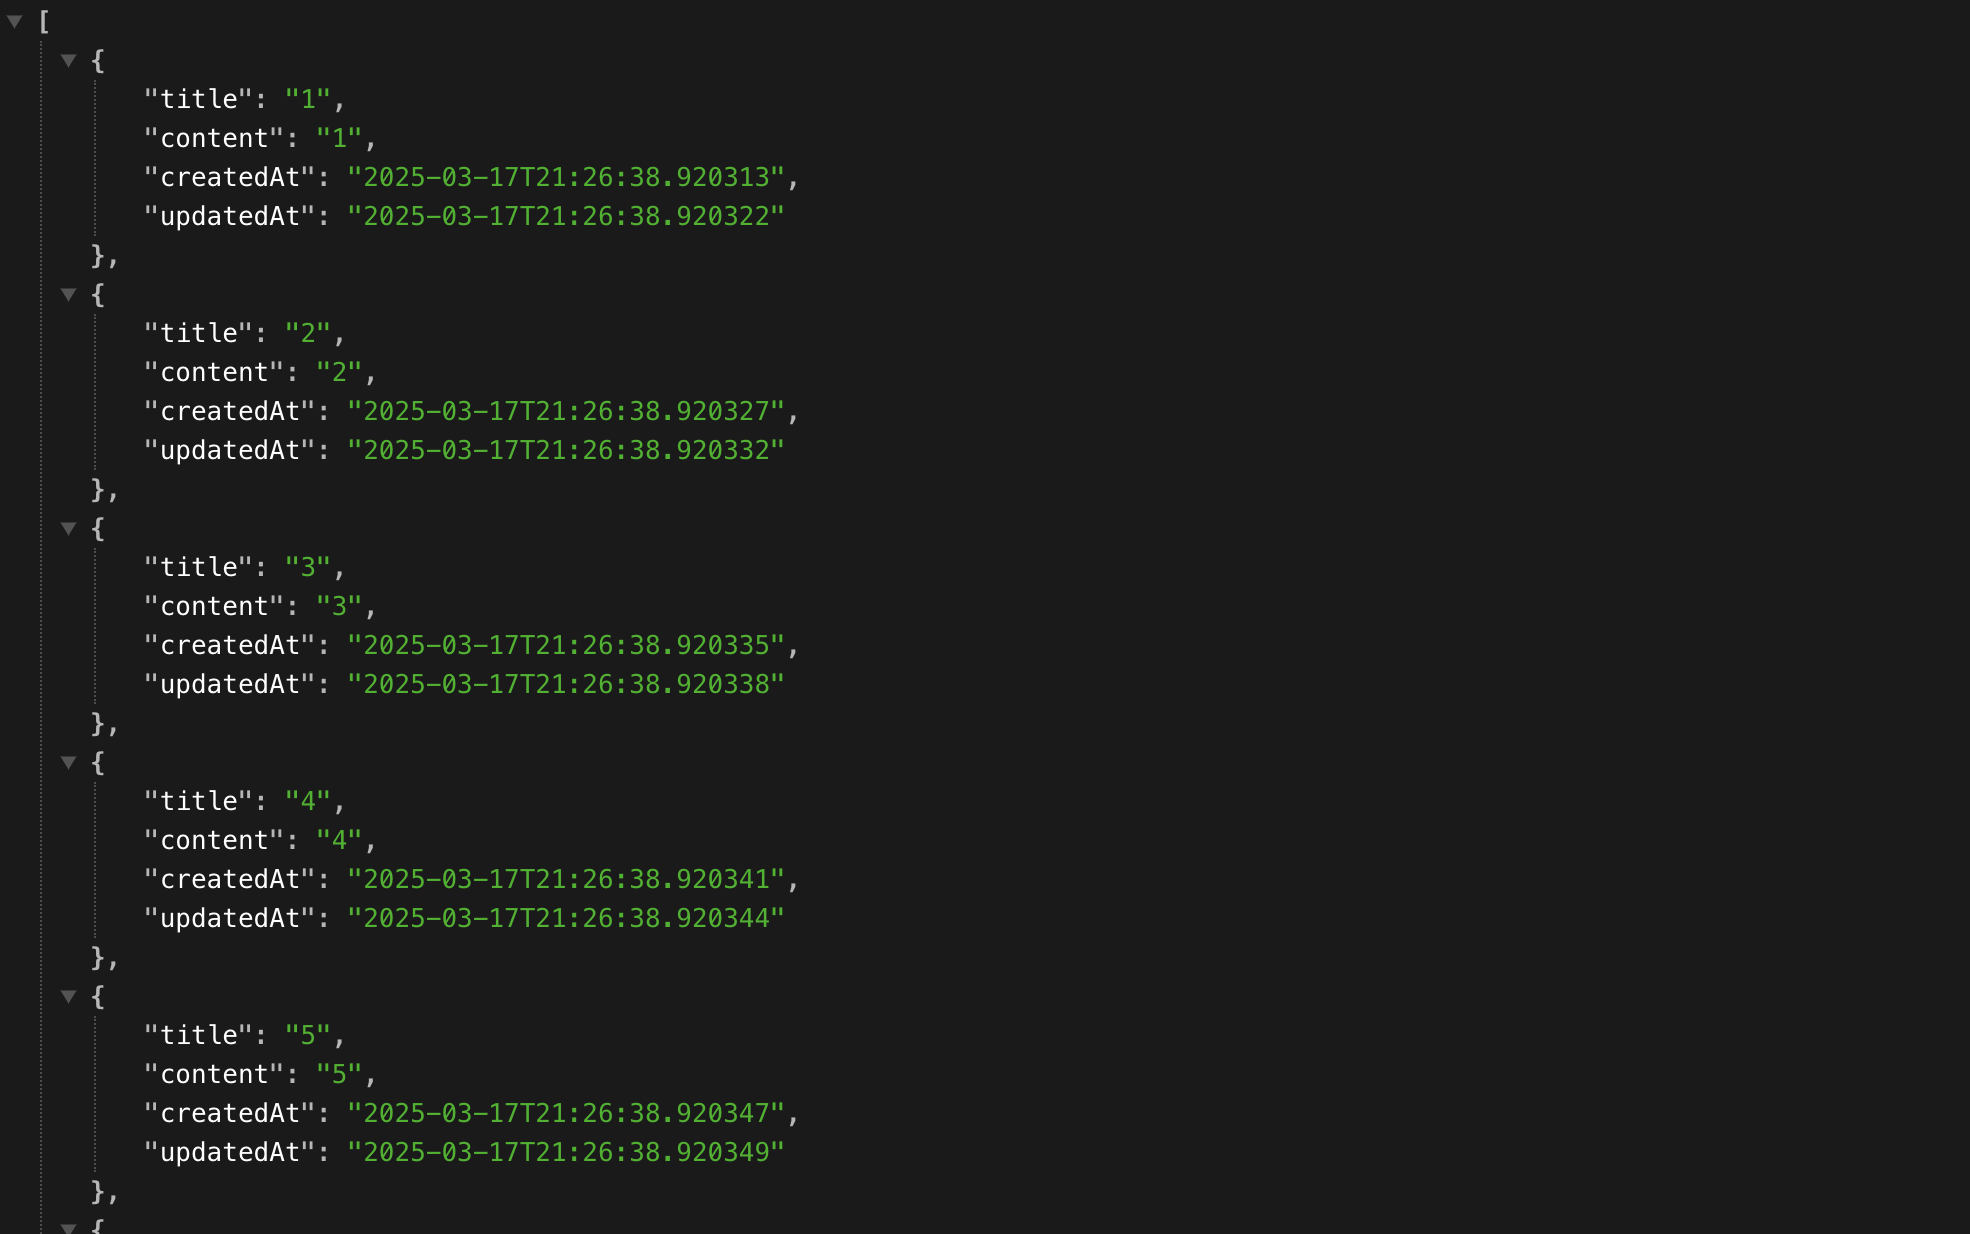 [
{
"title": "1",
"content": "1",
"createdAt": "2025-03-17T21:26:38.920313",
"updatedAt": "2025-03-17T21:26:38.920322"
},
{
"title": "2",
"content": "2",
"createdAt": "2025-03-17T21:26:38.920327",
"updatedAt": "2025-03-17T21:26:38.920332"
},
{
"title": "3",
"content": "3",
"createdAt": "2025-03-17T21:26:38.920335",
"updatedAt": "2025-03-17T21:26:38.920338"
},
{
"title": "4",
"content": "4",
"createdAt": "2025-03-17T21:26:38.920341",
"updatedAt": "2025-03-17T21:26:38.920344"
},
{
"title": "5",
"content": "5",
"createdAt": "2025-03-17T21:26:38.920347",
"updatedAt": "2025-03-17T21:26:38.920349"
},
{